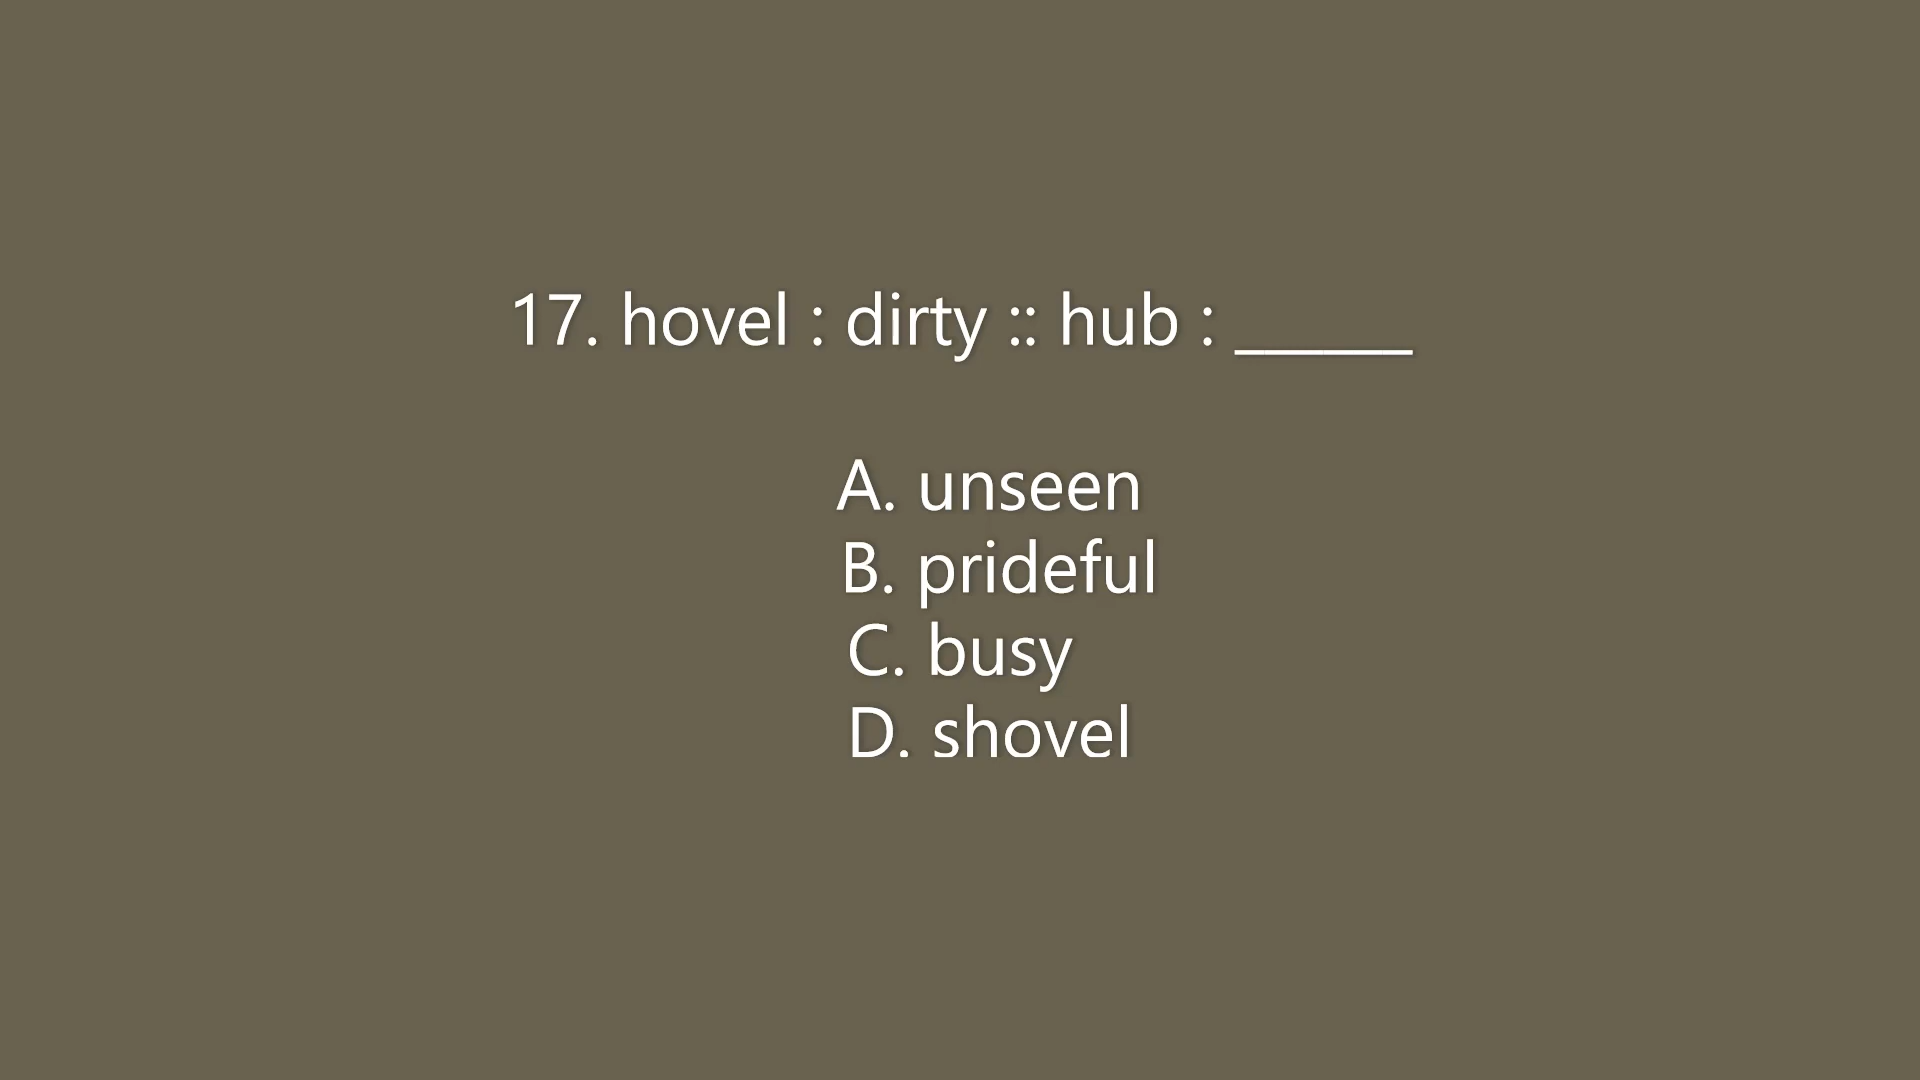 17. hovel : dirty :: hub : ______
A. unseen
B. prideful
C. busy
D. shovel